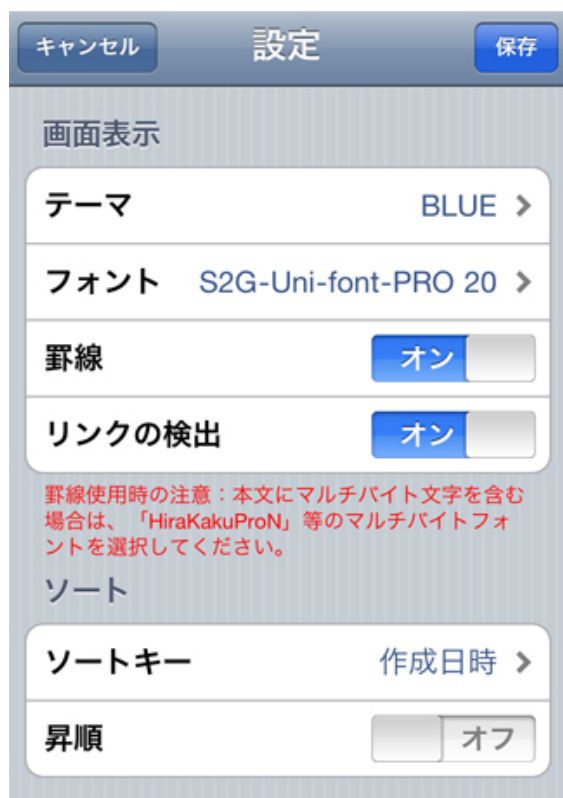 キャンセル 設定 保存
画面表示
テーマ BLUE
フォント S2G-Uni-font-PRO 20
罫線 オン
リンクの検出 オン
罫線使用時の注意：本文にマルチバイト文字を含む
場合は、「HiraKakuProN」等のマルチバイトフォ
ントを選択してください。
ソート
ソートキー 作成日時
昇順 オフ